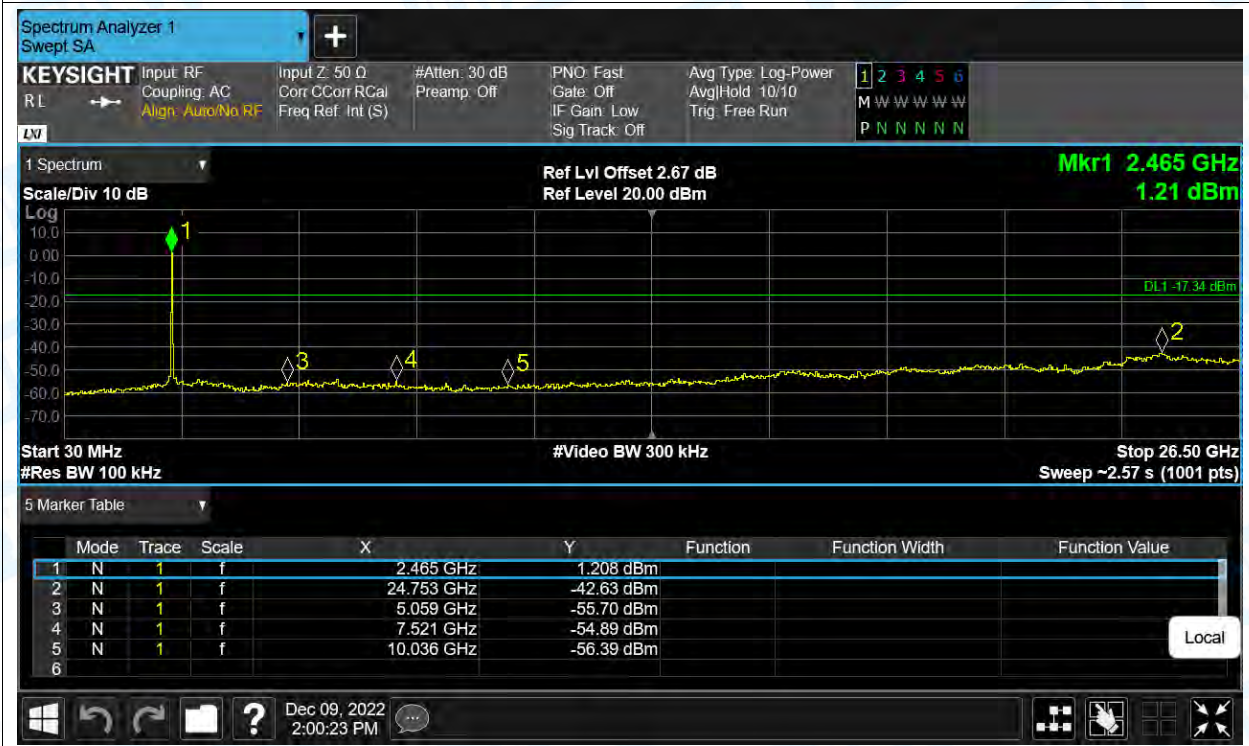 Spectrum Analyzer 1
Swept SA
+
KEYSIGHT
RL
LXI
Input: RF
Coupling: AC
Align: Auto/No RF
Input Z: 50 Ω
Corr CCorr RCal
Freq Ref: Int (S)
#Atten: 30 dB
Preamp: Off
PNO: Fast
Gate: Off
IF Gain: Low
Sig Track: Off
Avg Type: Log-Power
Avg|Hold: 10/10
Trig: Free Run
1 2 3 4 5 6
M W W W W W
P N N N N N
1 Spectrum
Scale/Div 10 dB
Ref Lvl Offset 2.67 dB
Ref Level 20.00 dBm
Mkr1 2.465 GHz
1.21 dBm
Log
10.0
0.00
-10.0
-20.0
-30.0
-40.0
-50.0
-60.0
-70.0
1
DL1 -17.34 dBm
2
3
4
5
Start 30 MHz
#Video BW 300 kHz
Stop 26.50 GHz
#Res BW 100 kHz
Sweep ~2.57 s (1001 pts)
5 Marker Table
Mode Trace Scale X Y Function Function Width Function Value
1 N 1 f 2.465 GHz 1.208 dBm
2 N 1 f 24.753 GHz -42.63 dBm
3 N 1 f 5.059 GHz -55.70 dBm
4 N 1 f 7.521 GHz -54.89 dBm
5 N 1 f 10.036 GHz -56.39 dBm
6
Local
?
Dec 09, 2022
2:00:23 PM